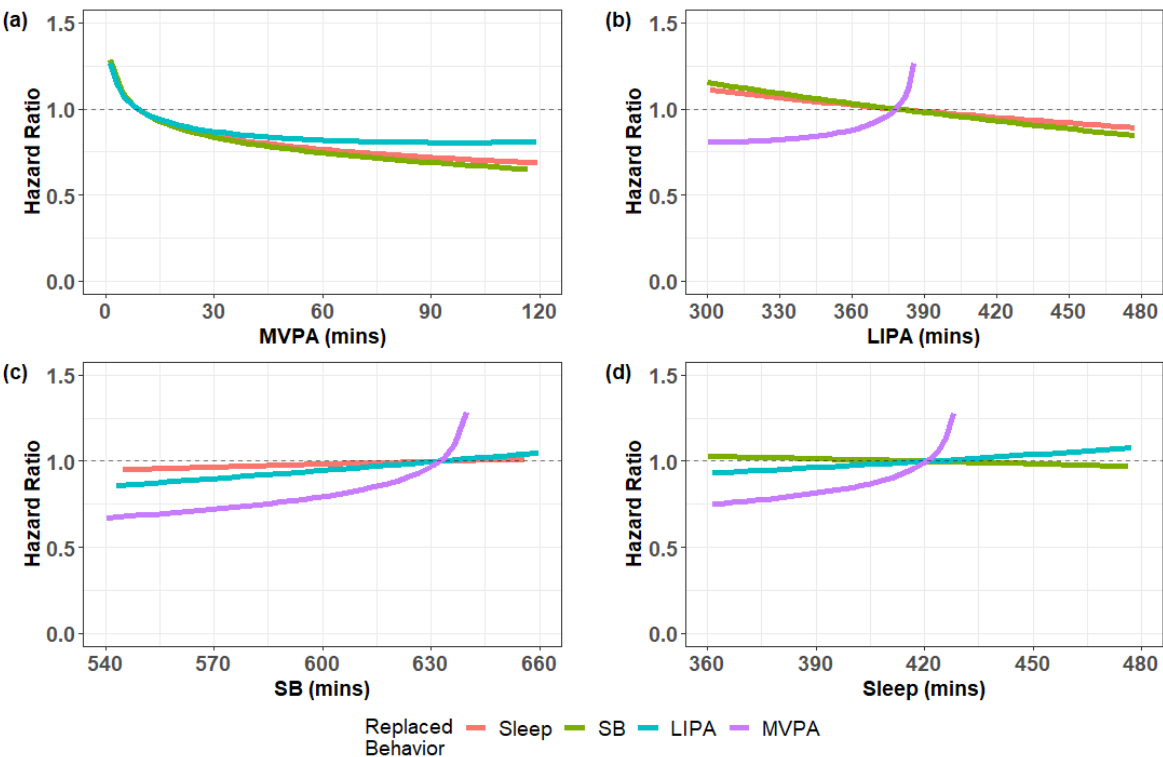 (a)
1.5
1.0
0.5
0.0
Hazard Ratio
0 30 60 90 120
MVPA (mins)
(b)
1.5
1.0
0.5
0.0
Hazard Ratio
300 330 360 390 420 450 480
LIPA (mins)
(c)
1.5
1.0
0.5
0.0
Hazard Ratio
540 570 600 630 660
SB (mins)
(d)
1.5
1.0
0.5
0.0
Hazard Ratio
360 390 420 450 480
Sleep (mins)
Replaced
Behavior
Sleep SB LIPA MVPA